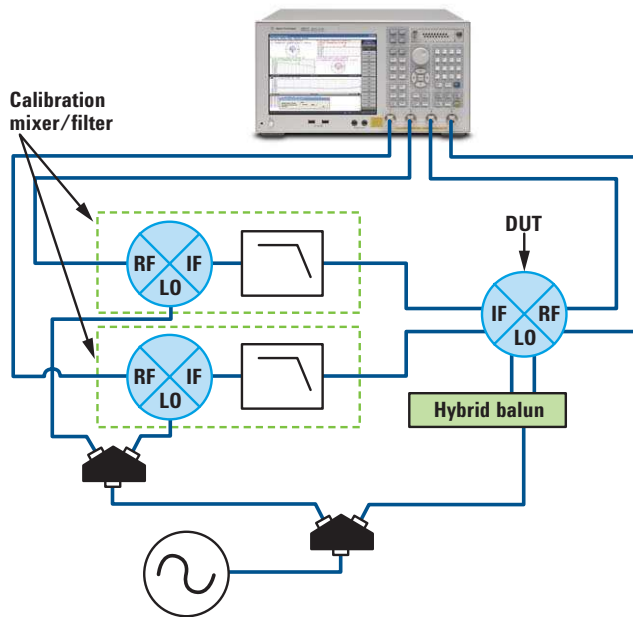 Calibration
mixer/filter
DUT
RF
IF
LO
IF
RF
LO
RF
IF
LO
Hybrid balun